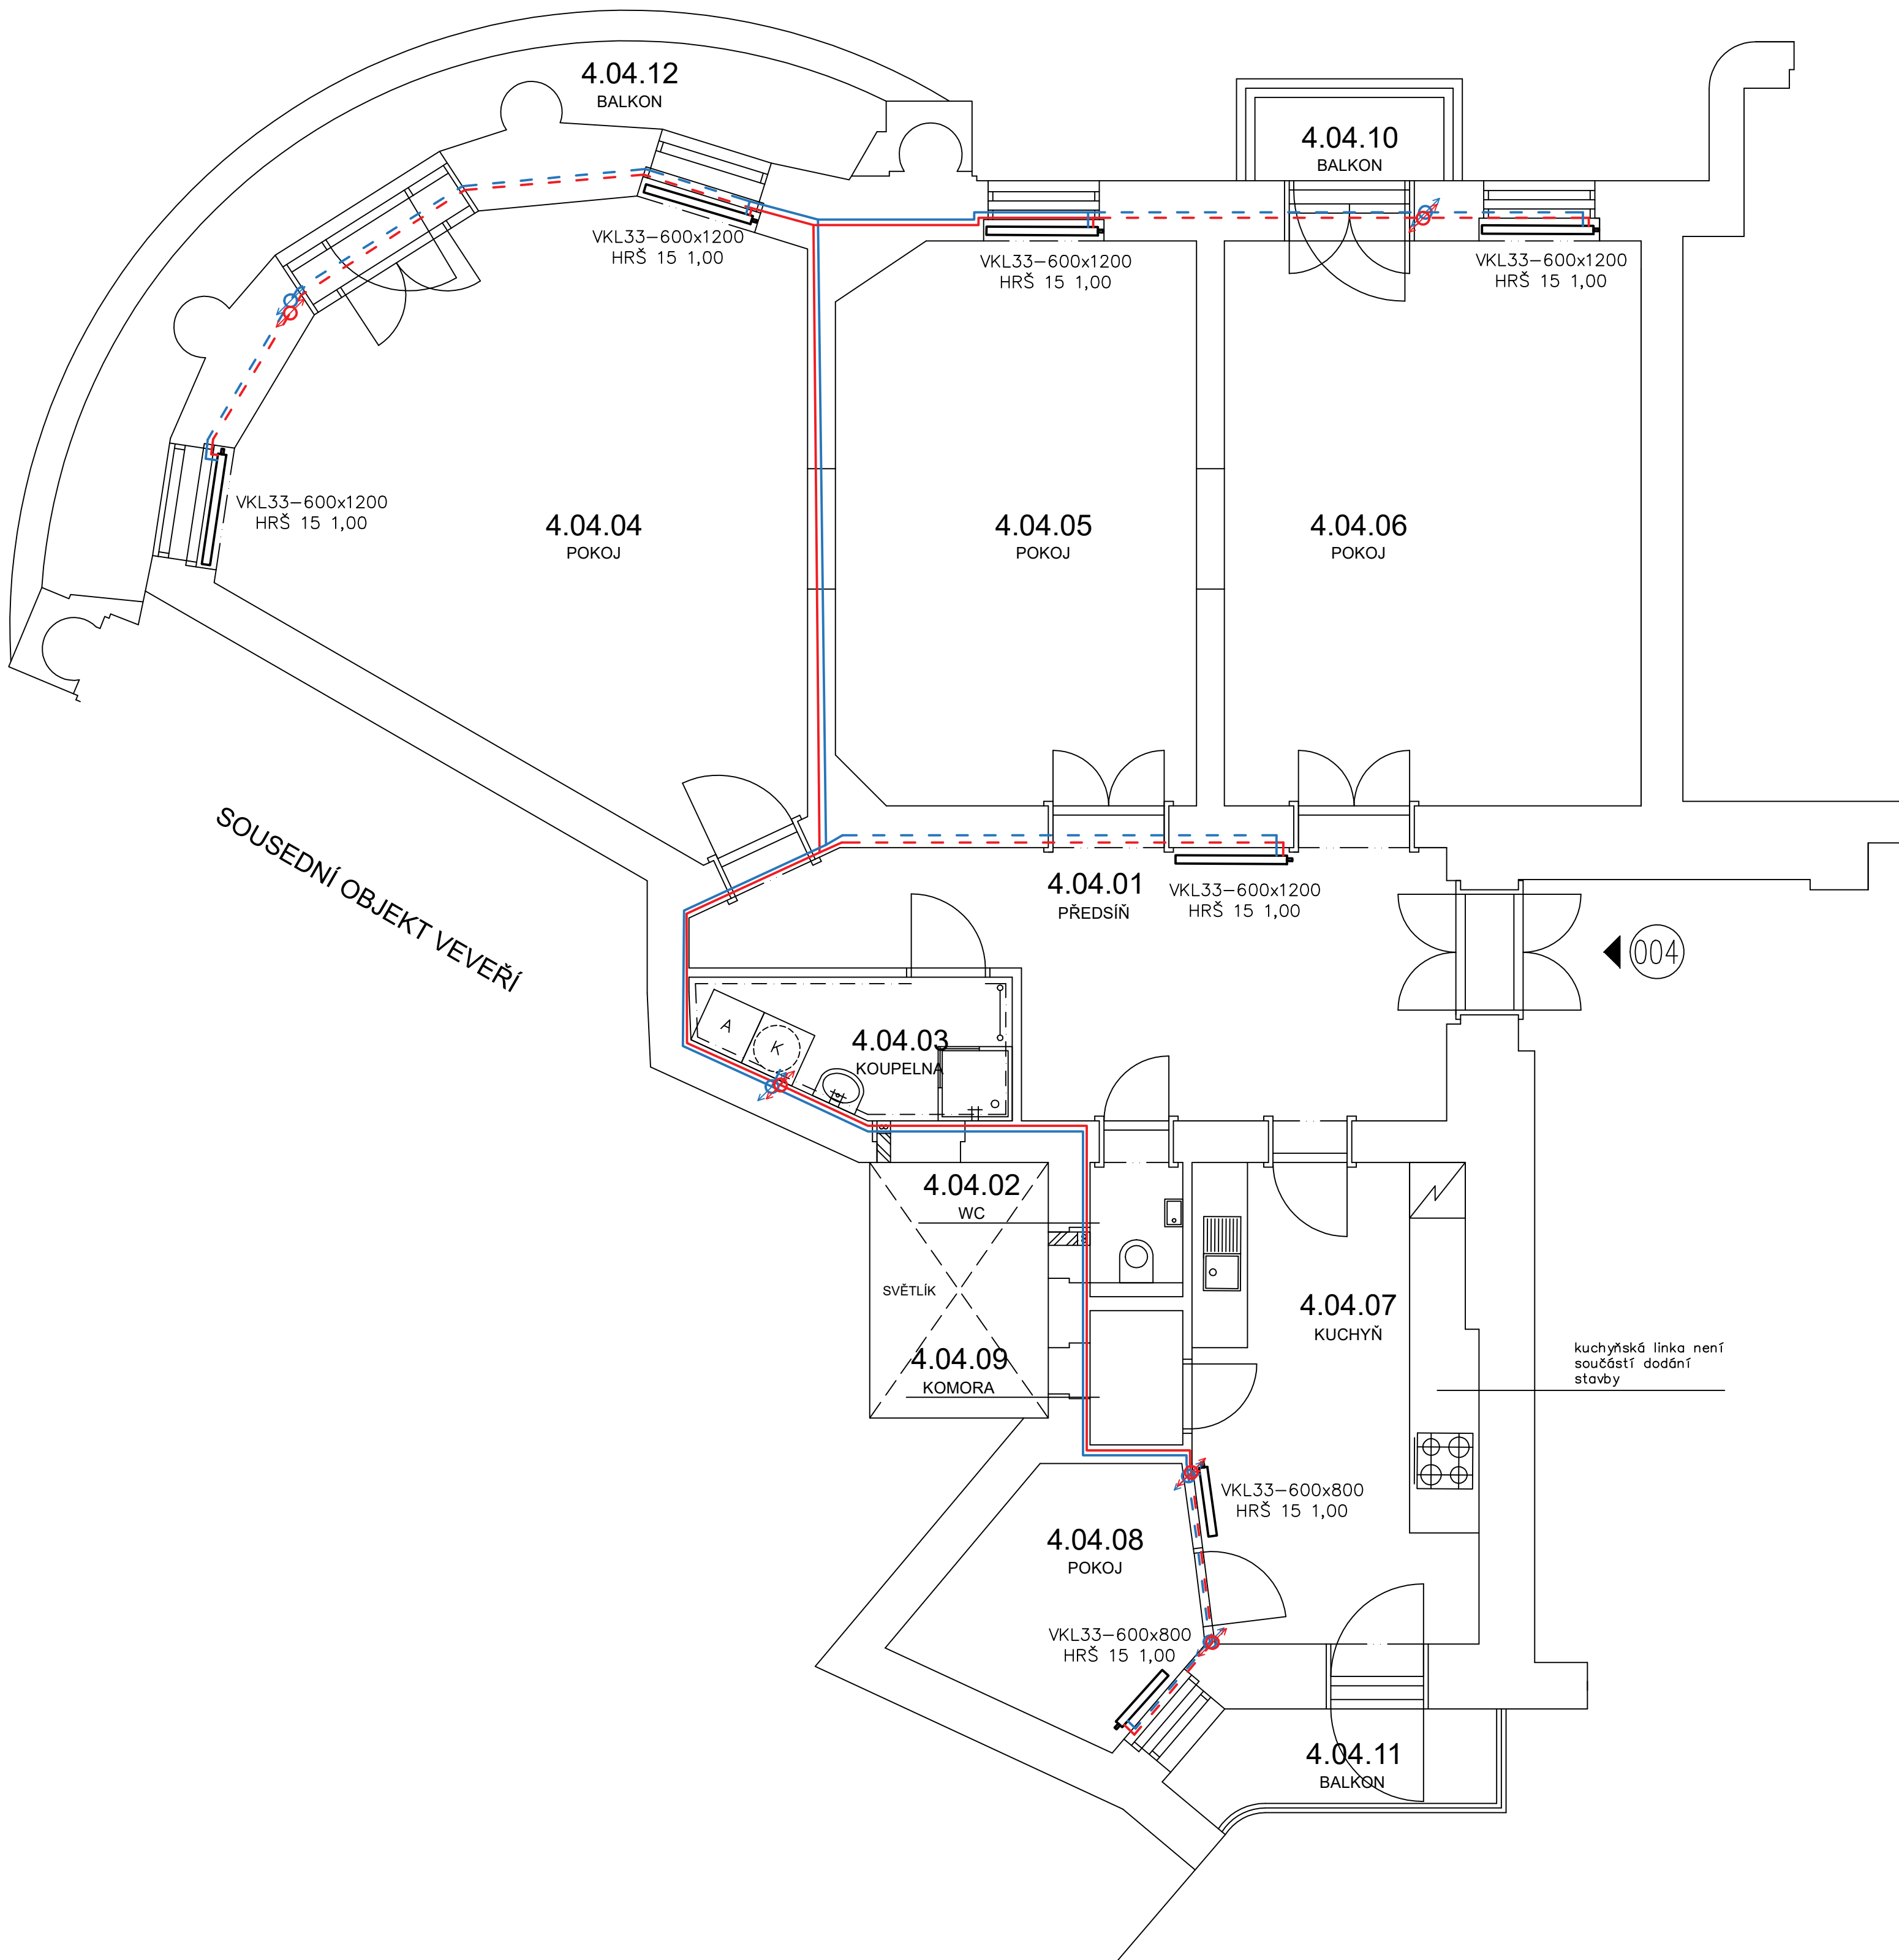 4.04.12
BALKON
4.04.10
BALKON
VKL33-600x1200
HRŠ 15 1,00
VKL33-600x1200
HRŠ 15 1,00
VKL33-600x1200
HRŠ 15 1,00
VKL33-600x1200
HRŠ 15 1,00
4.04.04
POKOJ
4.04.05
POKOJ
4.04.06
POKOJ
SOUSEDNÍ OBJEKT VEVEŘÍ
4.04.01
PŘEDSÍŇ
VKL33-600x1200
HRŠ 15 1,00
004
A
K
4.04.03
KOUPELNA
4.04.02
WC
SVĚTLÍK
4.04.07
KUCHYŇ
4.04.09
KOMORA
kuchyňská linka není
součástí dodání
stavby
VKL33-600x800
HRŠ 15 1,00
4.04.08
POKOJ
VKL33-600x800
HRŠ 15 1,00
4.04.11
BALKON